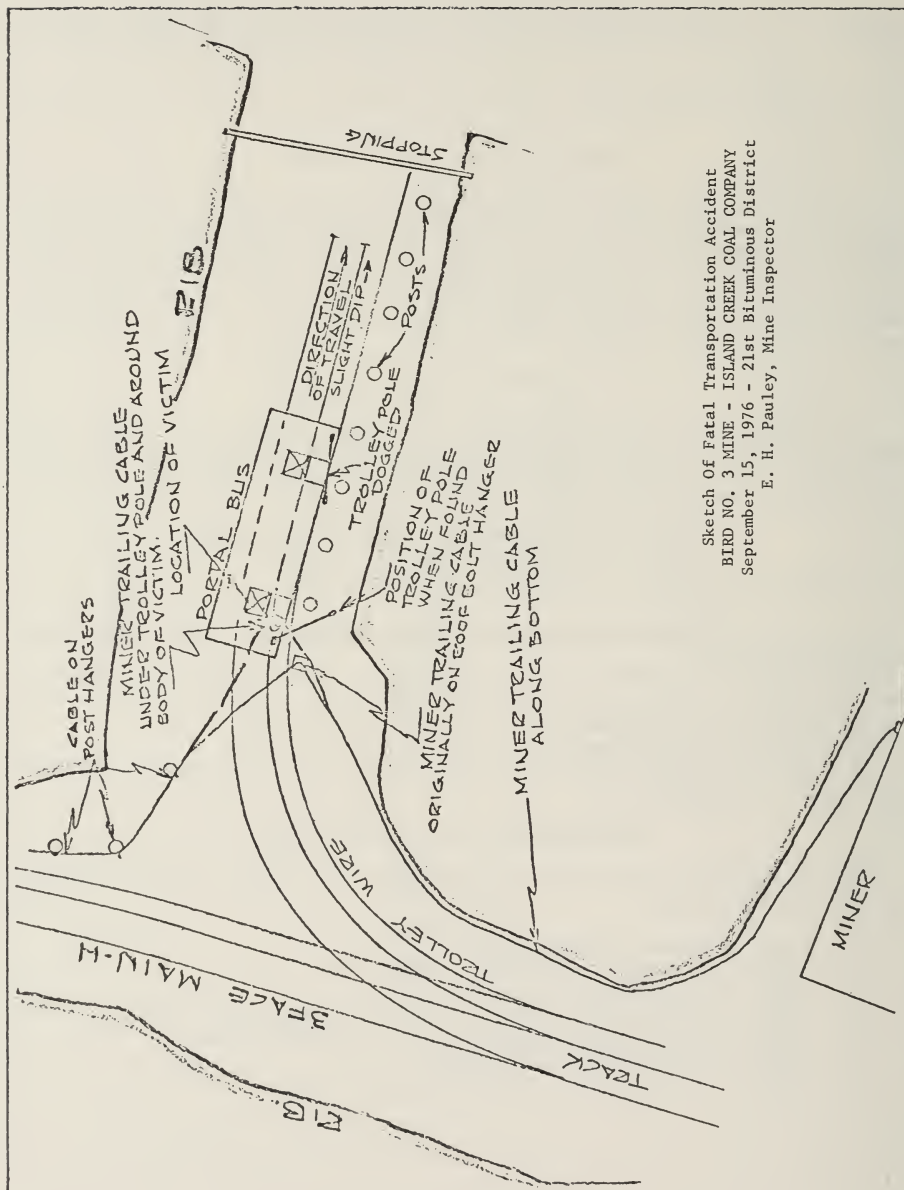 CABLE ON
POST HANGERS
MINER TRAILING CABLE
UNDER TROLLEY POLE AND AROUND
BODY OF VICTIM.
LOCATION OF VICTIM
RIB
PORTAL BUS
STOPPING
DIRECTION
OF TRAVEL
SLIGHT DIP
TROLLEY POLE
DOGGED
POSTS
POSITION OF
TROLLEY POLE
WHEN FOUND
MINER TRAILING CABLE
ORIGINALLY ON ROOF BOLT HANGER
MINER TRAILING CABLE
ALONG BOTTOM
TROLLEY WIRE
3 FACE MAIN-H
TRACK
RIB
MINER
Sketch Of Fatal Transportation Accident
BIRD NO. 3 MINE - ISLAND CREEK COAL COMPANY
September 15, 1976 - 21st Bituminous District
E. H. Pauley, Mine Inspector